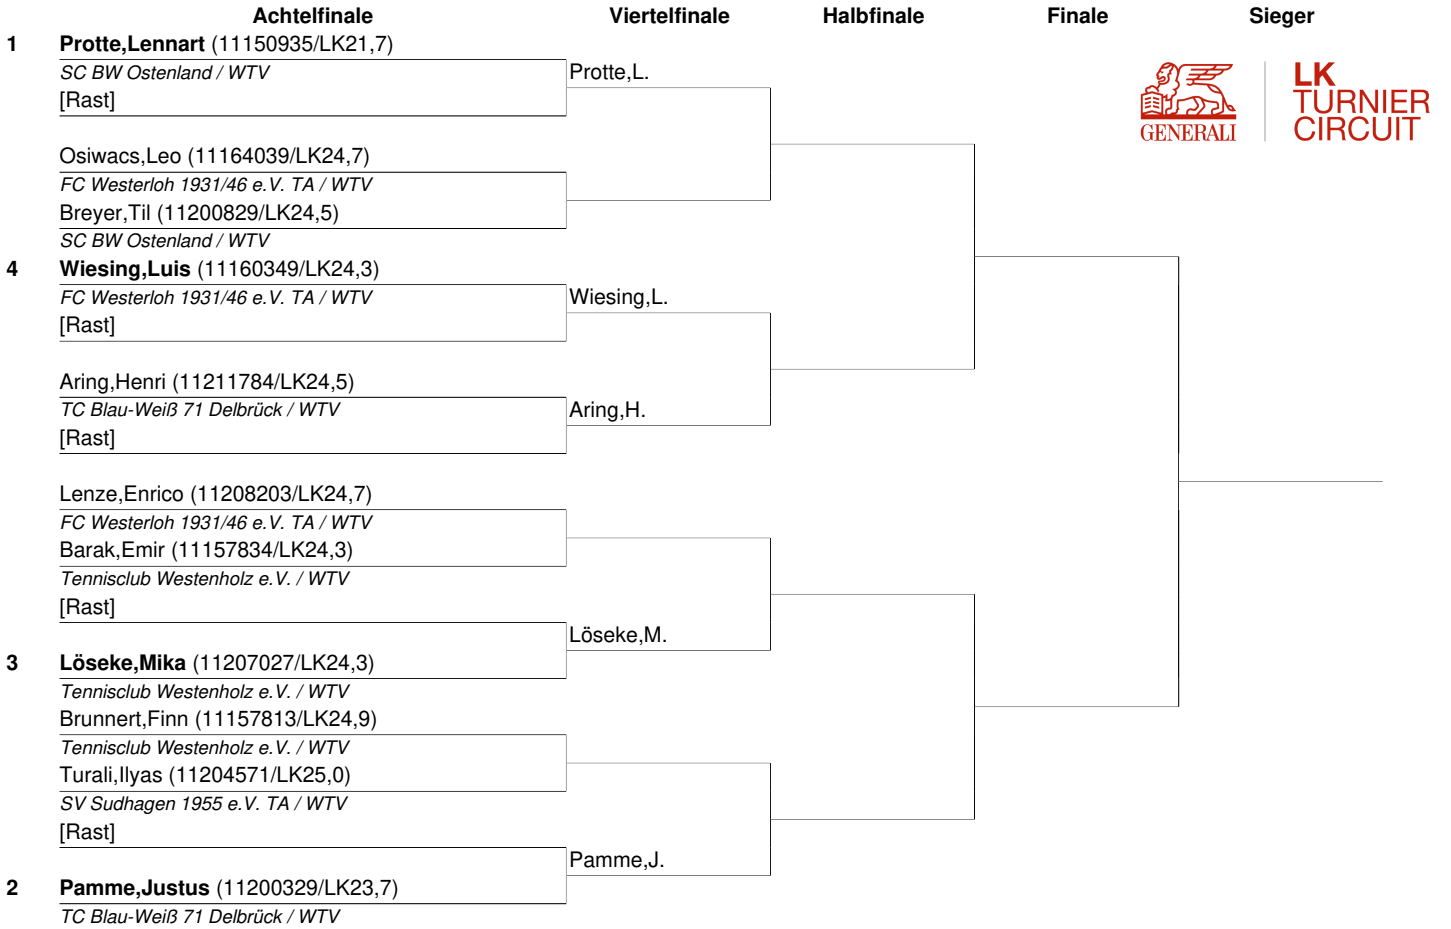 Achtelfinale Viertelfinale Halbfinale Finale Sieger
1 Protte,Lennart (11150935/LK21,7)
SC BW Ostenland / WTV Protte,L.
[Rast]
GENERALI
LK
TURNIER
CIRCUIT
Osiwacs,Leo (11164039/LK24,7)
FC Westerloh 1931/46 e.V. TA / WTV
Breyer,Til (11200829/LK24,5)
SC BW Ostenland / WTV
4 Wiesing,Luis (11160349/LK24,3)
FC Westerloh 1931/46 e.V. TA / WTV Wiesing,L.
[Rast]
Aring,Henri (11211784/LK24,5)
TC Blau-Weiß 71 Delbrück / WTV Aring,H.
[Rast]
Lenze,Enrico (11208203/LK24,7)
FC Westerloh 1931/46 e.V. TA / WTV
Barak,Emir (11157834/LK24,3)
Tennisclub Westenholz e.V. / WTV
[Rast]
Löseke,M.
3 Löseke,Mika (11207027/LK24,3)
Tennisclub Westenholz e.V. / WTV
Brunnert,Finn (11157813/LK24,9)
Tennisclub Westenholz e.V. / WTV
Turali,Ilyas (11204571/LK25,0)
SV Sudhagen 1955 e.V. TA / WTV
[Rast]
Pamme,J.
2 Pamme,Justus (11200329/LK23,7)
TC Blau-Weiß 71 Delbrück / WTV